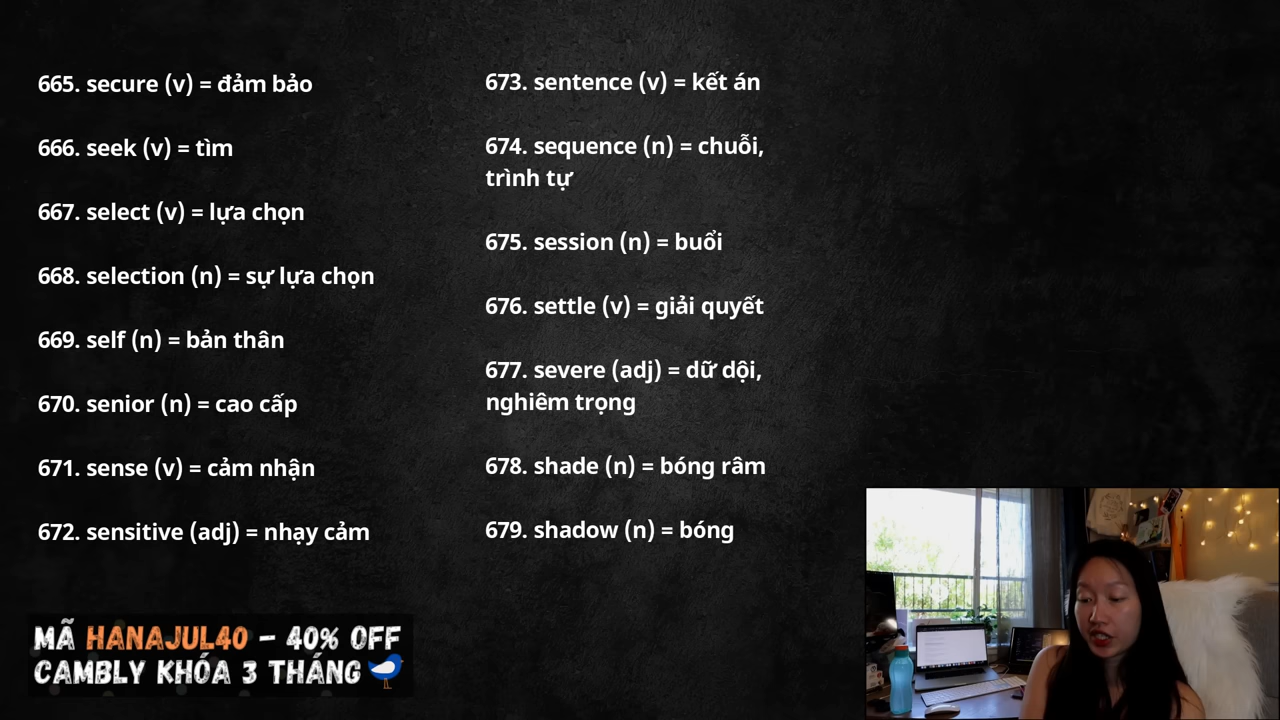 665. secure (v) = đảm bảo
666. seek (v) = tìm
667. select (v) = lựa chọn
668. selection (n) = sự lựa chọn
669. self (n) = bản thân
670. senior (n) = cao cấp
671. sense (v) = cảm nhận
672. sensitive (adj) = nhạy cảm
673. sentence (v) = kết án
674. sequence (n) = chuỗi,
trình tự
675. session (n) = buổi
676. settle (v) = giải quyết
677. severe (adj) = dữ dội,
nghiêm trọng
678. shade (n) = bóng râm
679. shadow (n) = bóng
MÃ HANAJUL40 – 40% OFF
CAMBLY KHÓA 3 THÁNG